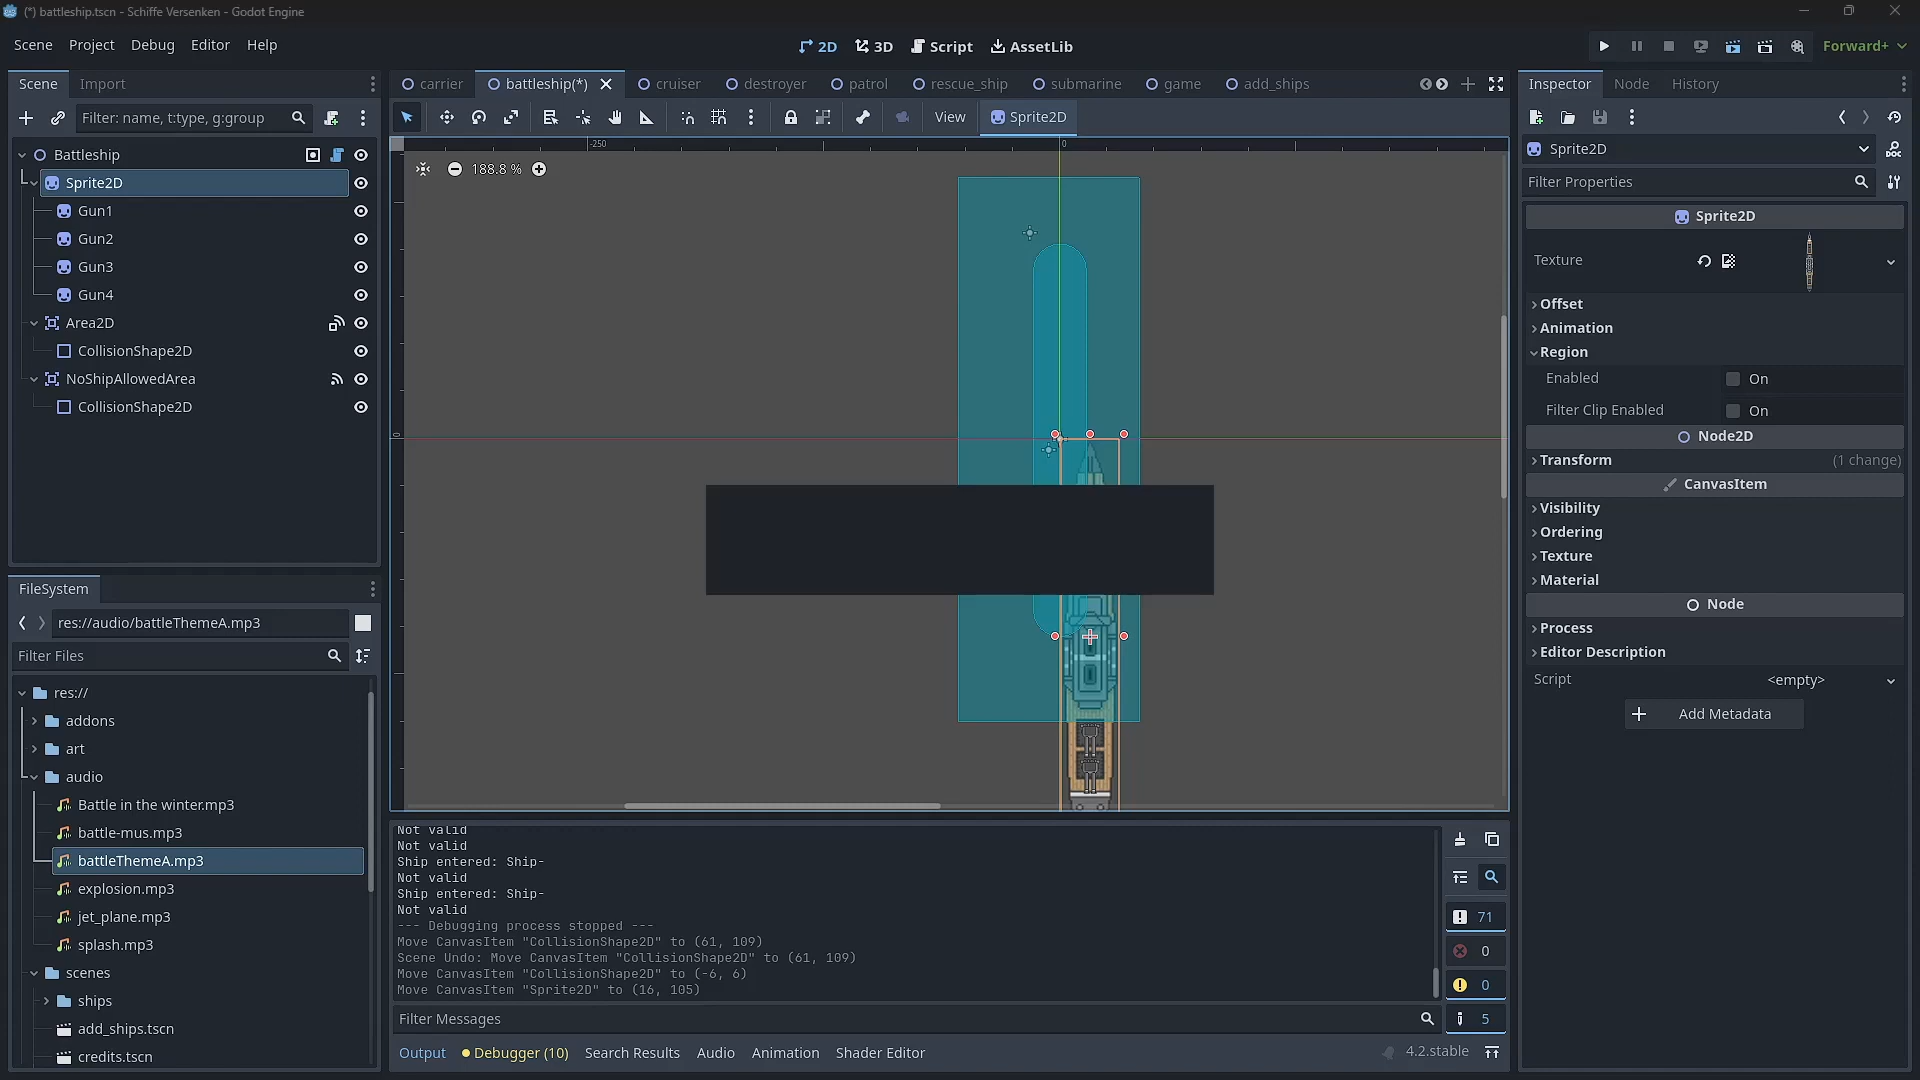 (*) battleship.tscn - Schiffe Versenken - Godot Engine
Scene Project Debug Editor Help
2D 3D Script AssetLib
Forward+
Scene Import
Filter: name, t:type, g:group
Battleship
Sprite2D
Gun1
Gun2
Gun3
Gun4
Area2D
CollisionShape2D
NoShipAllowedArea
CollisionShape2D
FileSystem
res://audio/battleThemeA.mp3
Filter Files
res://
addons
art
audio
Battle in the winter.mp3
battle-mus.mp3
battleThemeA.mp3
explosion.mp3
jet_plane.mp3
splash.mp3
scenes
ships
add_ships.tscn
credits.tscn
carrier battleship(*) cruiser destroyer patrol rescue_ship submarine game add_ships
View Sprite2D
-250 0
188.8 %
0
Not valid
Not valid
Ship entered: Ship-
Not valid
Ship entered: Ship-
Not valid
--- Debugging process stopped ---
Move CanvasItem "CollisionShape2D" to (61, 109)
Scene Undo: Move CanvasItem "CollisionShape2D" to (61, 109)
Move CanvasItem "CollisionShape2D" to (-6, 6)
Move CanvasItem "Sprite2D" to (16, 105)
71
0
0
5
Filter Messages
Output Debugger (10) Search Results Audio Animation Shader Editor
4.2.stable
Inspector Node History
Sprite2D
Filter Properties
Sprite2D
Texture
Offset
Animation
Region
Enabled On
Filter Clip Enabled On
Node2D
Transform (1 change)
CanvasItem
Visibility
Ordering
Texture
Material
Node
Process
Editor Description
Script <empty>
Add Metadata